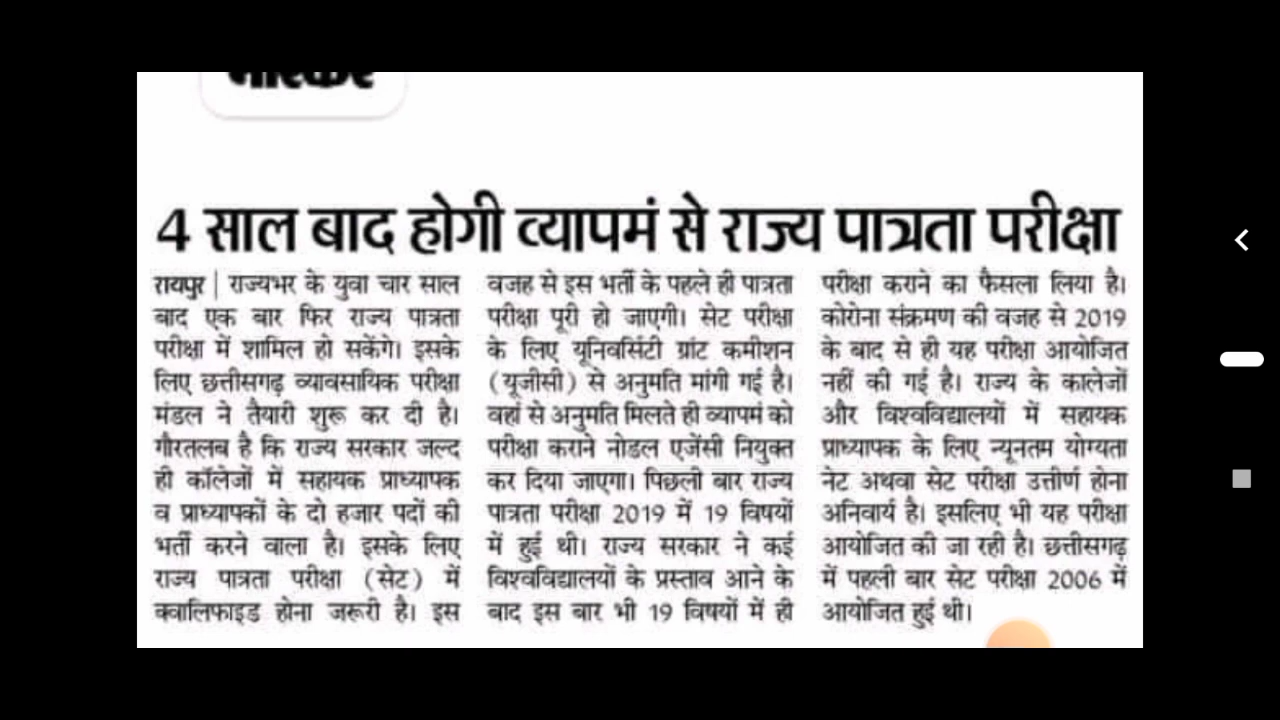 4 साल बाद होगी व्यापमं से राज्य पात्रता परीक्षा
रायपुर | राज्यभर के युवा चार साल
बाद एक बार फिर राज्य पात्रता
परीक्षा में शामिल हो सकेंगे। इसके
लिए छत्तीसगढ़ व्यावसायिक परीक्षा
मंडल ने तैयारी शुरू कर दी है।
गौरतलब है कि राज्य सरकार जल्द
ही कॉलेजों में सहायक प्राध्यापक
व प्राध्यापकों के दो हजार पदों की
भर्ती करने वाला है। इसके लिए
राज्य पात्रता परीक्षा (सेट) में
क्वालिफाइड होना जरूरी है। इस
वजह से इस भर्ती के पहले ही पात्रता
परीक्षा पूरी हो जाएगी। सेट परीक्षा
के लिए यूनिवर्सिटी ग्रांट कमीशन
(यूजीसी) से अनुमति मांगी गई है।
वहां से अनुमति मिलते ही व्यापमं को
परीक्षा कराने नोडल एजेंसी नियुक्त
कर दिया जाएगा। पिछली बार राज्य
पात्रता परीक्षा 2019 में 19 विषयों
में हुई थी। राज्य सरकार ने कई
विश्वविद्यालयों के प्रस्ताव आने के
बाद इस बार भी 19 विषयों में ही
परीक्षा कराने का फैसला लिया है।
कोरोना संक्रमण की वजह से 2019
के बाद से ही यह परीक्षा आयोजित
नहीं की गई है। राज्य के कालेजों
और विश्वविद्यालयों में सहायक
प्राध्यापक के लिए न्यूनतम योग्यता
नेट अथवा सेट परीक्षा उत्तीर्ण होना
अनिवार्य है। इसलिए भी यह परीक्षा
आयोजित की जा रही है। छत्तीसगढ़
में पहली बार सेट परीक्षा 2006 में
आयोजित हुई थी।